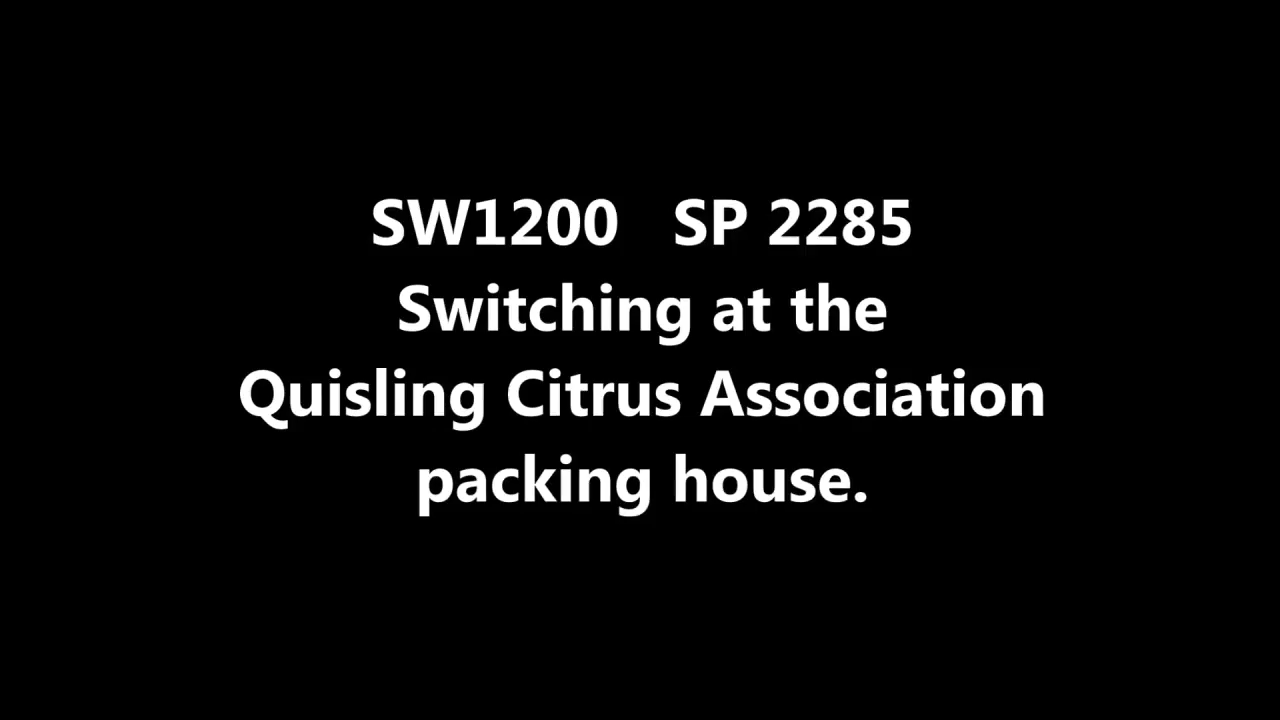 SW1200   SP 2285
Switching at the
Quisling Citrus Association
packing house.